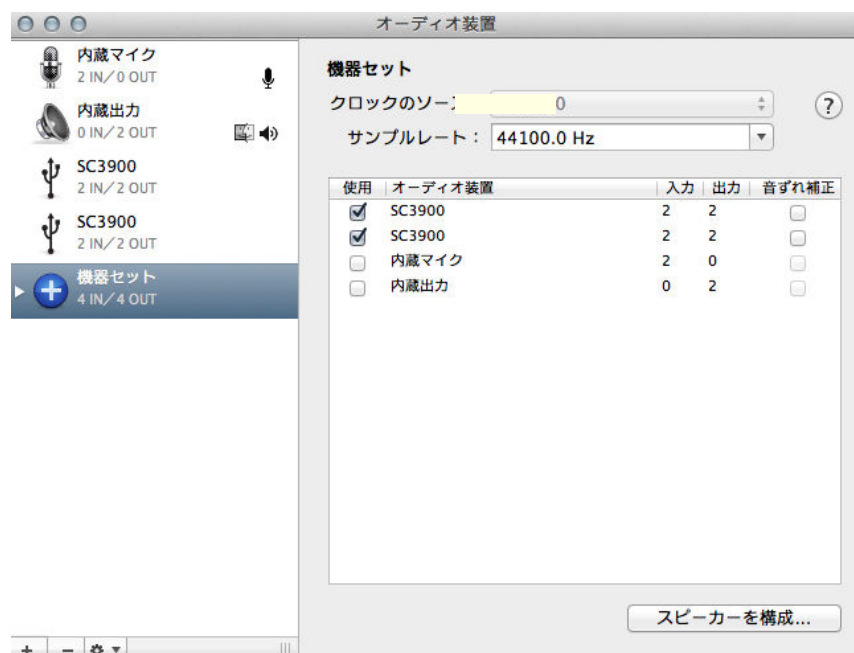 オーディオ装置
内蔵マイク
2 IN/0 OUT
内蔵出力
0 IN/2 OUT
SC3900
2 IN/2 OUT
SC3900
2 IN/2 OUT
機器セット
4 IN/4 OUT
機器セット
クロックのソー
0
?
サンプルレート: 44100.0 Hz
使用 オーディオ装置 入力 出力 音ずれ補正
SC3900 2 2
SC3900 2 2
内蔵マイク 2 0
内蔵出力 0 2
スピーカーを構成...